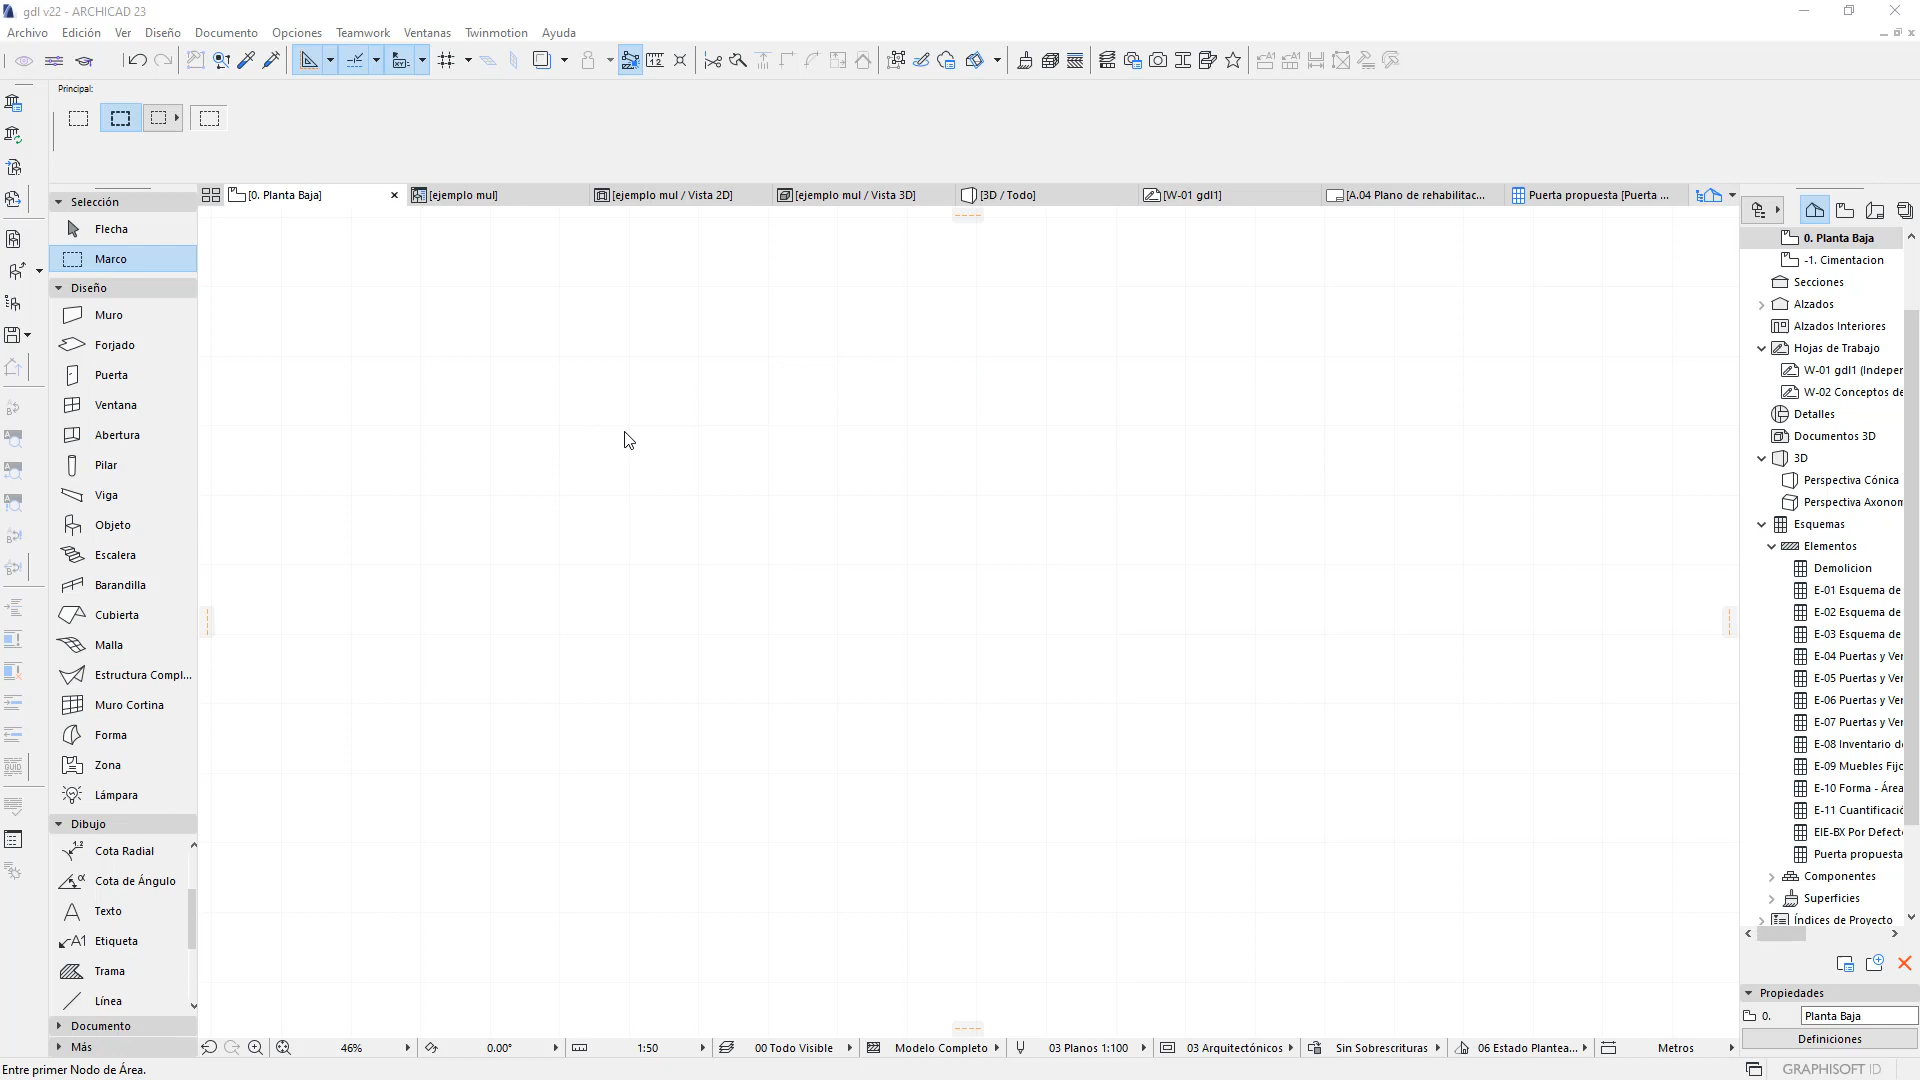 gdl v22 - ARCHICAD 23
Archivo Edición Ver Diseño Documento Opciones Teamwork Ventanas Twinmotion Ayuda
Principal:
[0. Planta Baja] [ejemplo mul] [ejemplo mul / Vista 2D] [ejemplo mul / Vista 3D] [3D / Todo] [W-01 gdl1] [A.04 Plano de rehabilitac... Puerta propuesta [Puerta ...
Selección
Flecha
Marco
Diseño
Muro
Forjado
Puerta
Ventana
Abertura
Pilar
Viga
Objeto
Escalera
Barandilla
Cubierta
Malla
Estructura Compl...
Muro Cortina
Forma
Zona
Lámpara
Dibujo
Cota Radial
Cota de Ángulo
Texto
Etiqueta
Trama
Línea
Documento
Más
0. Planta Baja
-1. Cimentacion
Secciones
Alzados
Alzados Interiores
Hojas de Trabajo
W-01 gdl1 (Indeper
W-02 Conceptos de
Detalles
Documentos 3D
3D
Perspectiva Cónica
Perspectiva Axonom
Esquemas
Elementos
Demolicion
E-01 Esquema de
E-02 Esquema de
E-03 Esquema de
E-04 Puertas y Ver
E-05 Puertas y Ver
E-06 Puertas y Ver
E-07 Puertas y Ver
E-08 Inventario de
E-09 Muebles Fijo
E-10 Forma - Área
E-11 Cuantificació
EIE-BX Por Defecto
Puerta propuesta
Componentes
Superficies
Índices de Proyecto
Propiedades
0. Planta Baja
Definiciones
46% 0.00° 1:50 00 Todo Visible Modelo Completo 03 Planos 1:100 03 Arquitectónicos Sin Sobrescrituras 06 Estado Plantea... Metros
Entre primer Nodo de Área.
GRAPHISOFT ID